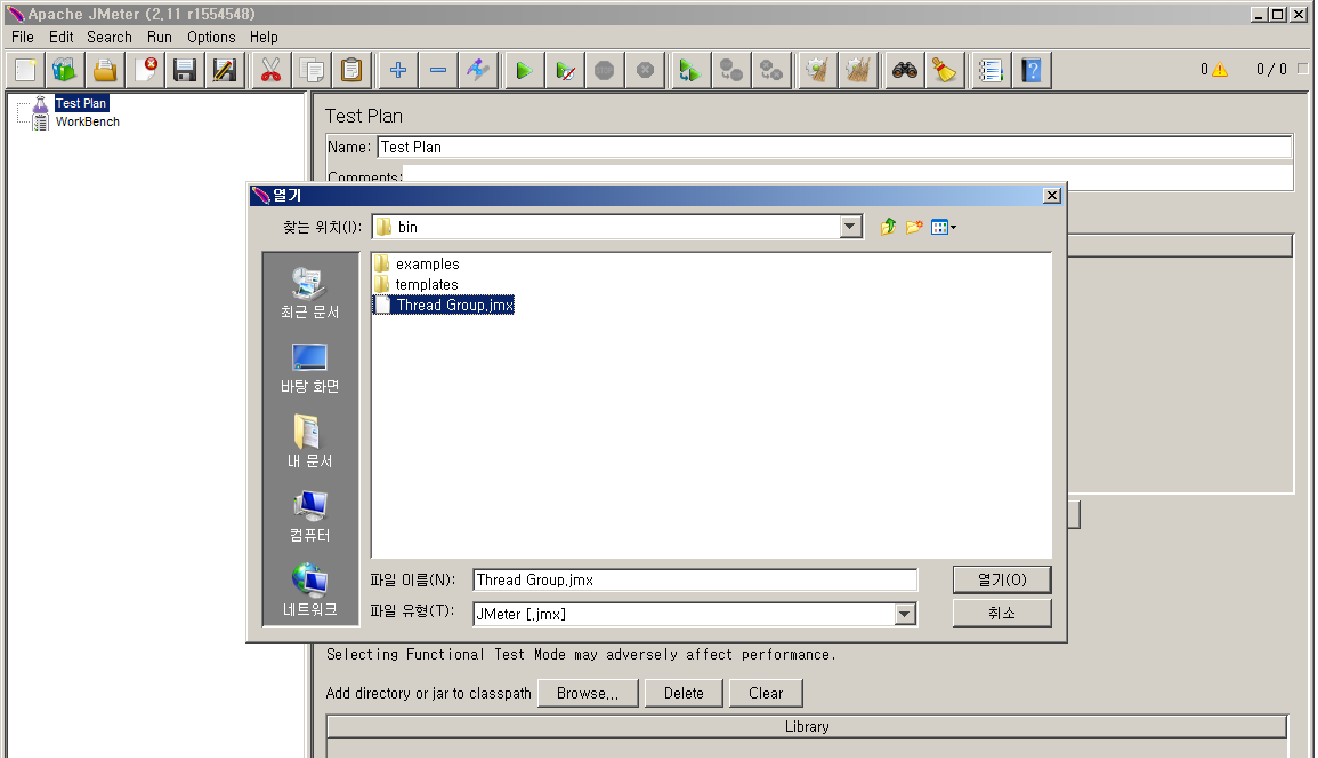 Apache JMeter (2.11 r1554548)
File Edit Search Run Options Help
0 0 / 0
Test Plan
WorkBench
Test Plan
Name: Test Plan
Comments:
열기
찾는 위치(I): bin
examples
templates
Thread Group.jmx
최근 문서
바탕 화면
내 문서
컴퓨터
네트워크
파일 이름(N): Thread Group.jmx 열기(O)
파일 유형(T): JMeter [.jmx] 취소
Selecting Functional Test Mode may adversely affect performance.
Add directory or jar to classpath Browse... Delete Clear
Library